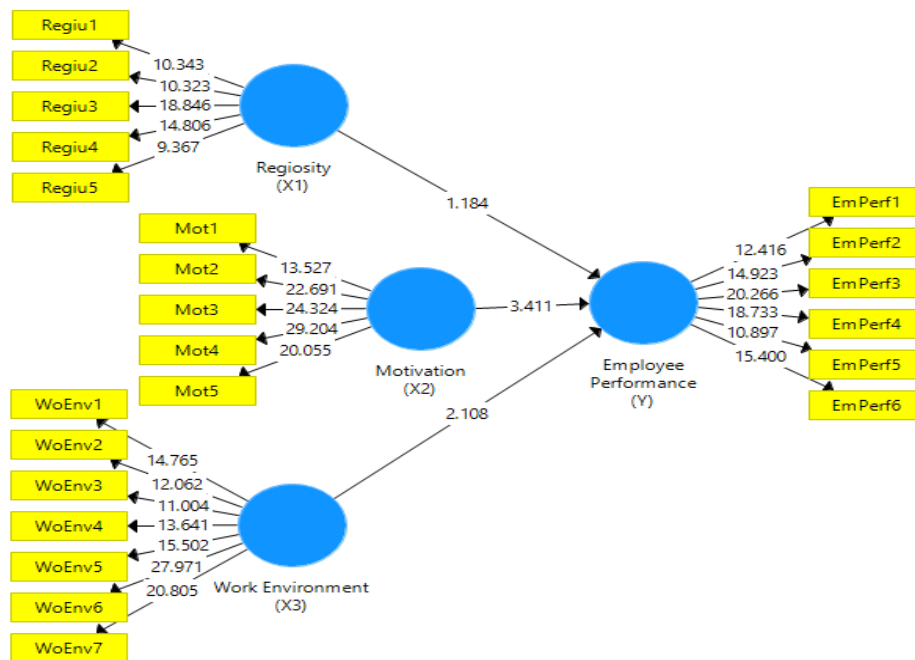 Regiu1
Regiu2
Regiu3
Regiu4
Regiu5
10.343
10.323
18.846
14.806
9.367
Regiosity
(X1)
1.184
Mot1
Mot2
Mot3
Mot4
Mot5
13.527
22.691
24.324
29.204
20.055
Motivation
(X2)
3.411
WoEnv1
WoEnv2
WoEnv3
WoEnv4
WoEnv5
WoEnv6
WoEnv7
14.765
12.062
11.004
13.641
15.502
27.971
20.805
Work Environment
(X3)
2.108
Employee
Performance
(Y)
12.416
14.923
20.266
18.733
10.897
15.400
EmPerf1
EmPerf2
EmPerf3
EmPerf4
EmPerf5
EmPerf6